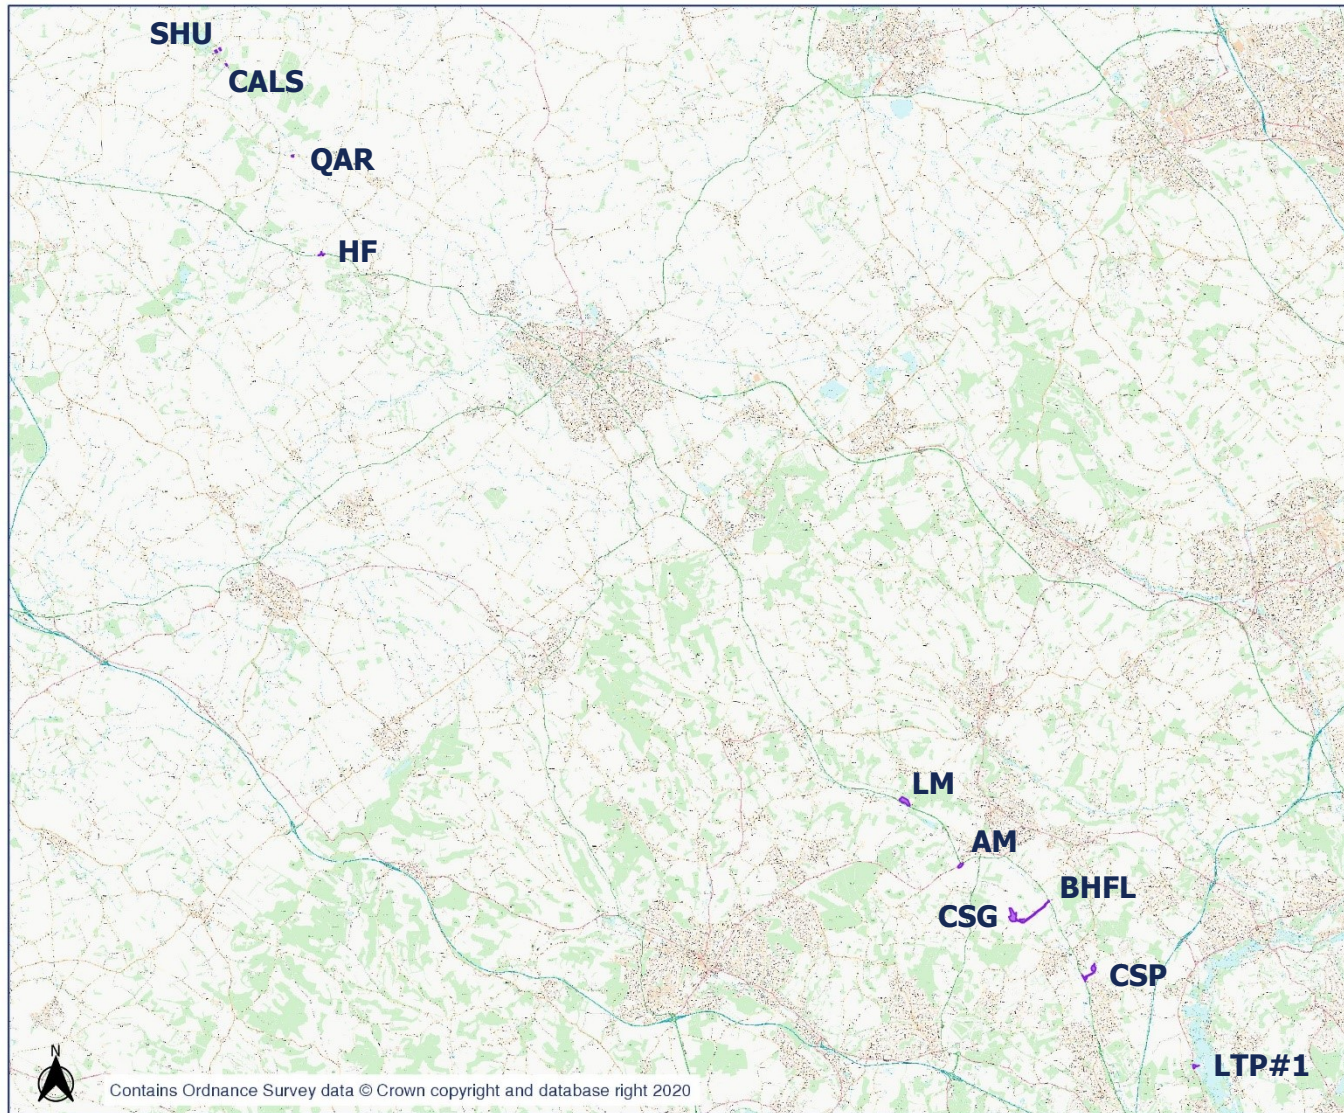 SHU
CALS
QAR
HF
LM
AM
BHFL
CSG
CSP
LTP#1
N
Contains Ordnance Survey data © Crown copyright and database right 2020